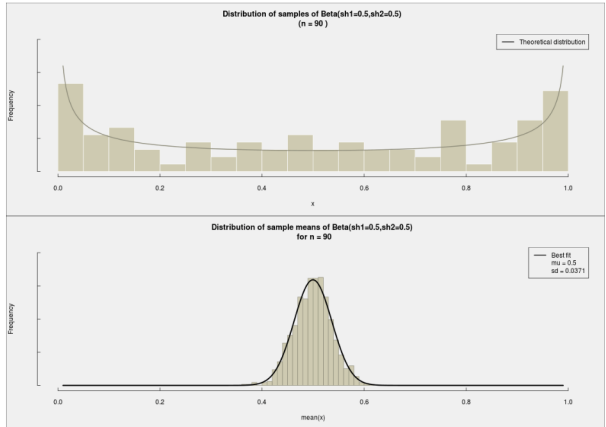 Distribution of samples of Beta(sh1=0.5,sh2=0.5)
(n = 90 )
Theoretical distribution
Frequency
0.0 0.2 0.4 0.6 0.8 1.0
x
Distribution of sample means of Beta(sh1=0.5,sh2=0.5)
for n = 90
Best fit
mu = 0.5
sd = 0.0371
Frequency
0.0 0.2 0.4 0.6 0.8 1.0
mean(x)